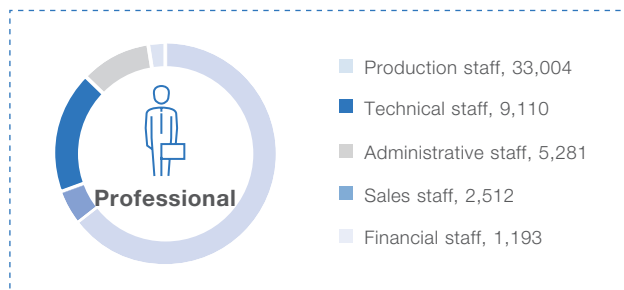 Professional
Production staff, 33,004
Technical staff, 9,110
Administrative staff, 5,281
Sales staff, 2,512
Financial staff, 1,193